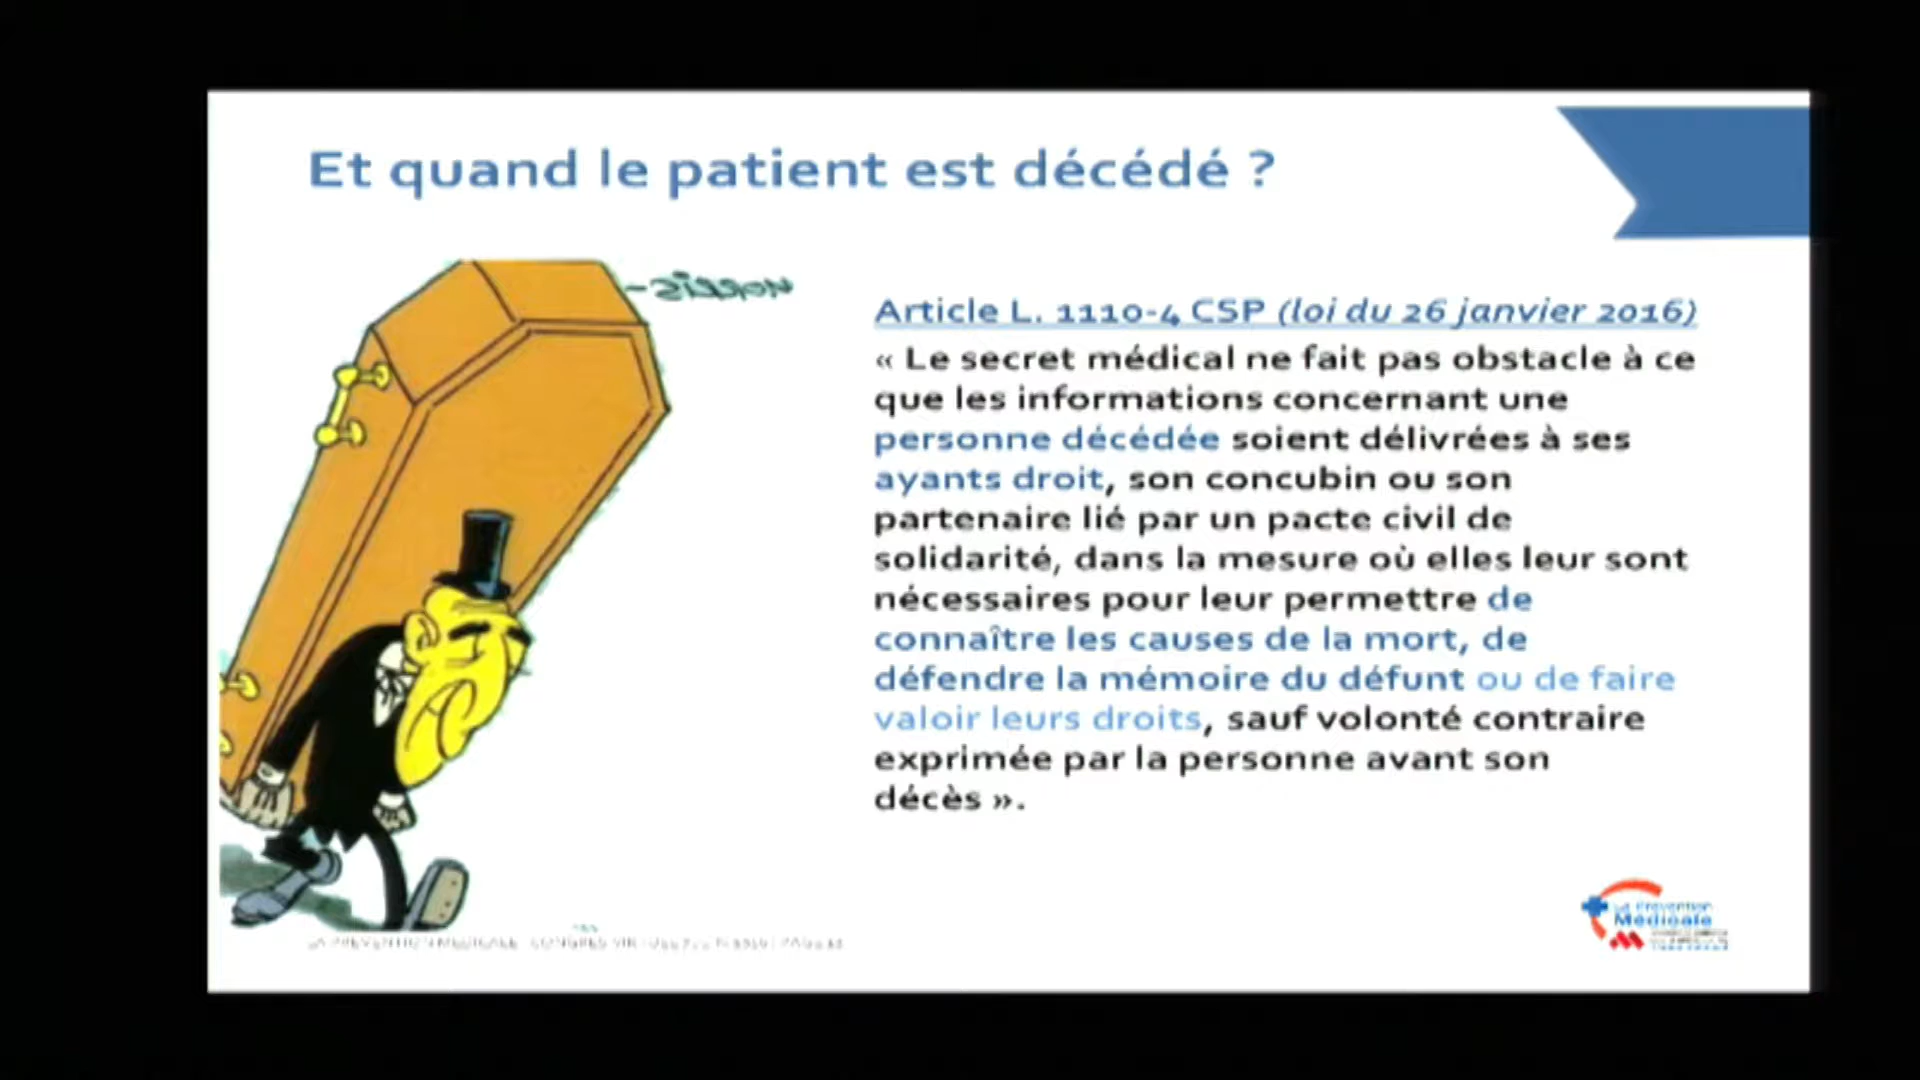 Et quand le patient est décédé ?
Article L. 1110-4 CSP (loi du 26 janvier 2016)
« Le secret médical ne fait pas obstacle à ce
que les informations concernant une
personne décédée soient délivrées à ses
ayants droit, son concubin ou son
partenaire lié par un pacte civil de
solidarité, dans la mesure où elles leur sont
nécessaires pour leur permettre de
connaître les causes de la mort, de
défendre la mémoire du défunt ou de faire
valoir leurs droits, sauf volonté contraire
exprimée par la personne avant son
décès ».
La Prévention
Médicale